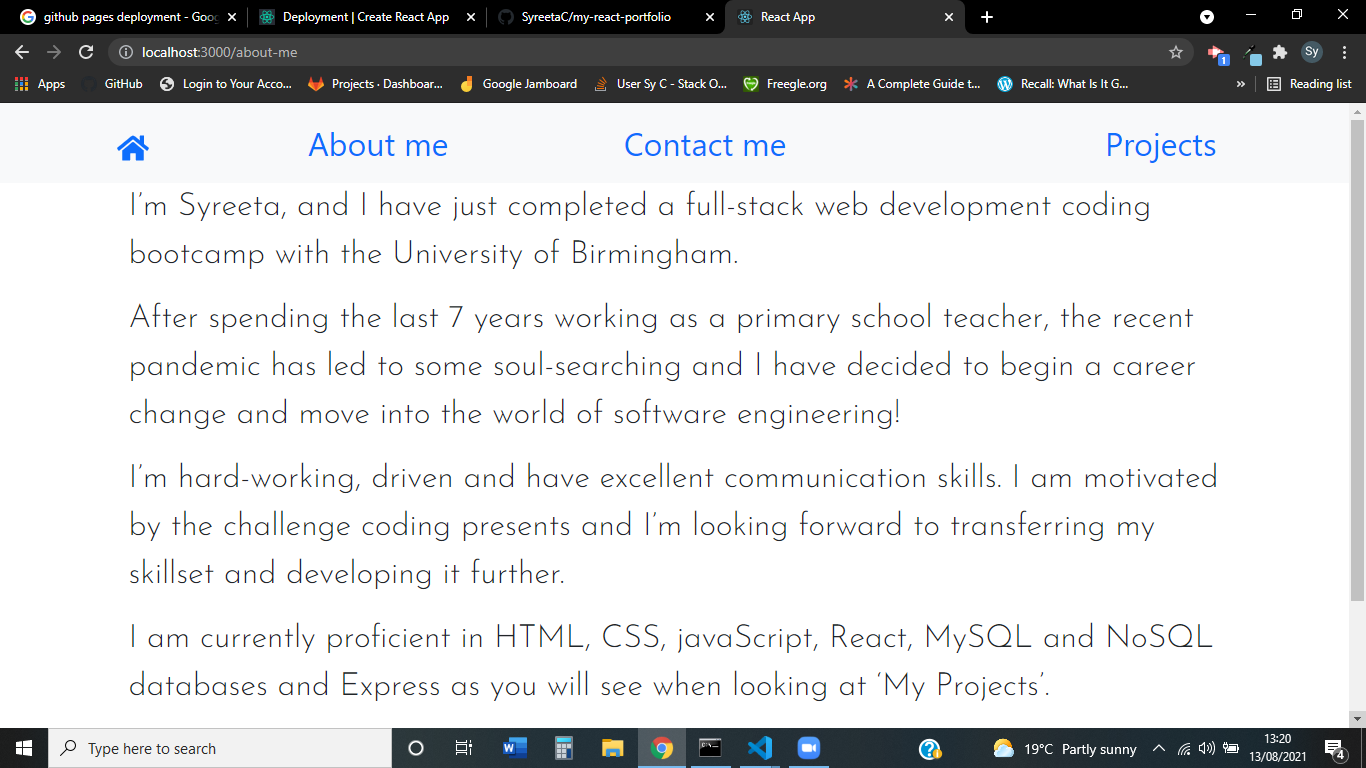 github pages deployment - Goo
Deployment | Create React App
SyreetaC/my-react-portfolio
React App
localhost:3000/about-me
Sy
1
Apps
GitHub
Login to Your Acco...
Projects · Dashboar...
Google Jamboard
User Sy C - Stack O...
Freegle.org
A Complete Guide t...
Recall: What Is It G...
»
Reading list
About me
Contact me
Projects
I'm Syreeta, and I have just completed a full-stack web development coding
bootcamp with the University of Birmingham.
After spending the last 7 years working as a primary school teacher, the recent
pandemic has led to some soul-searching and I have decided to begin a career
change and move into the world of software engineering!
I'm hard-working, driven and have excellent communication skills. I am motivated
by the challenge coding presents and I'm looking forward to transferring my
skillset and developing it further.
I am currently proficient in HTML, CSS, javaScript, React, MySQL and NoSQL
databases and Express as you will see when looking at 'My Projects'.
Type here to search
19°C Partly sunny
13:20
13/08/2021
4